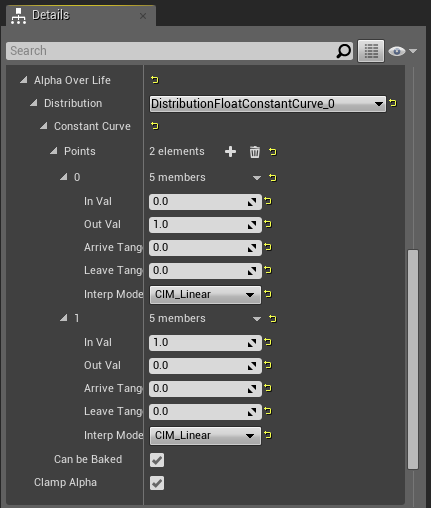 Details
Search
Alpha Over Life
Distribution DistributionFloatConstantCurve_0
Constant Curve
Points 2 elements
0 5 members
In Val 0.0
Out Val 1.0
Arrive Tang 0.0
Leave Tang 0.0
Interp Mode CIM_Linear
1 5 members
In Val 1.0
Out Val 0.0
Arrive Tang 0.0
Leave Tang 0.0
Interp Mode CIM_Linear
Can be Baked
Clamp Alpha